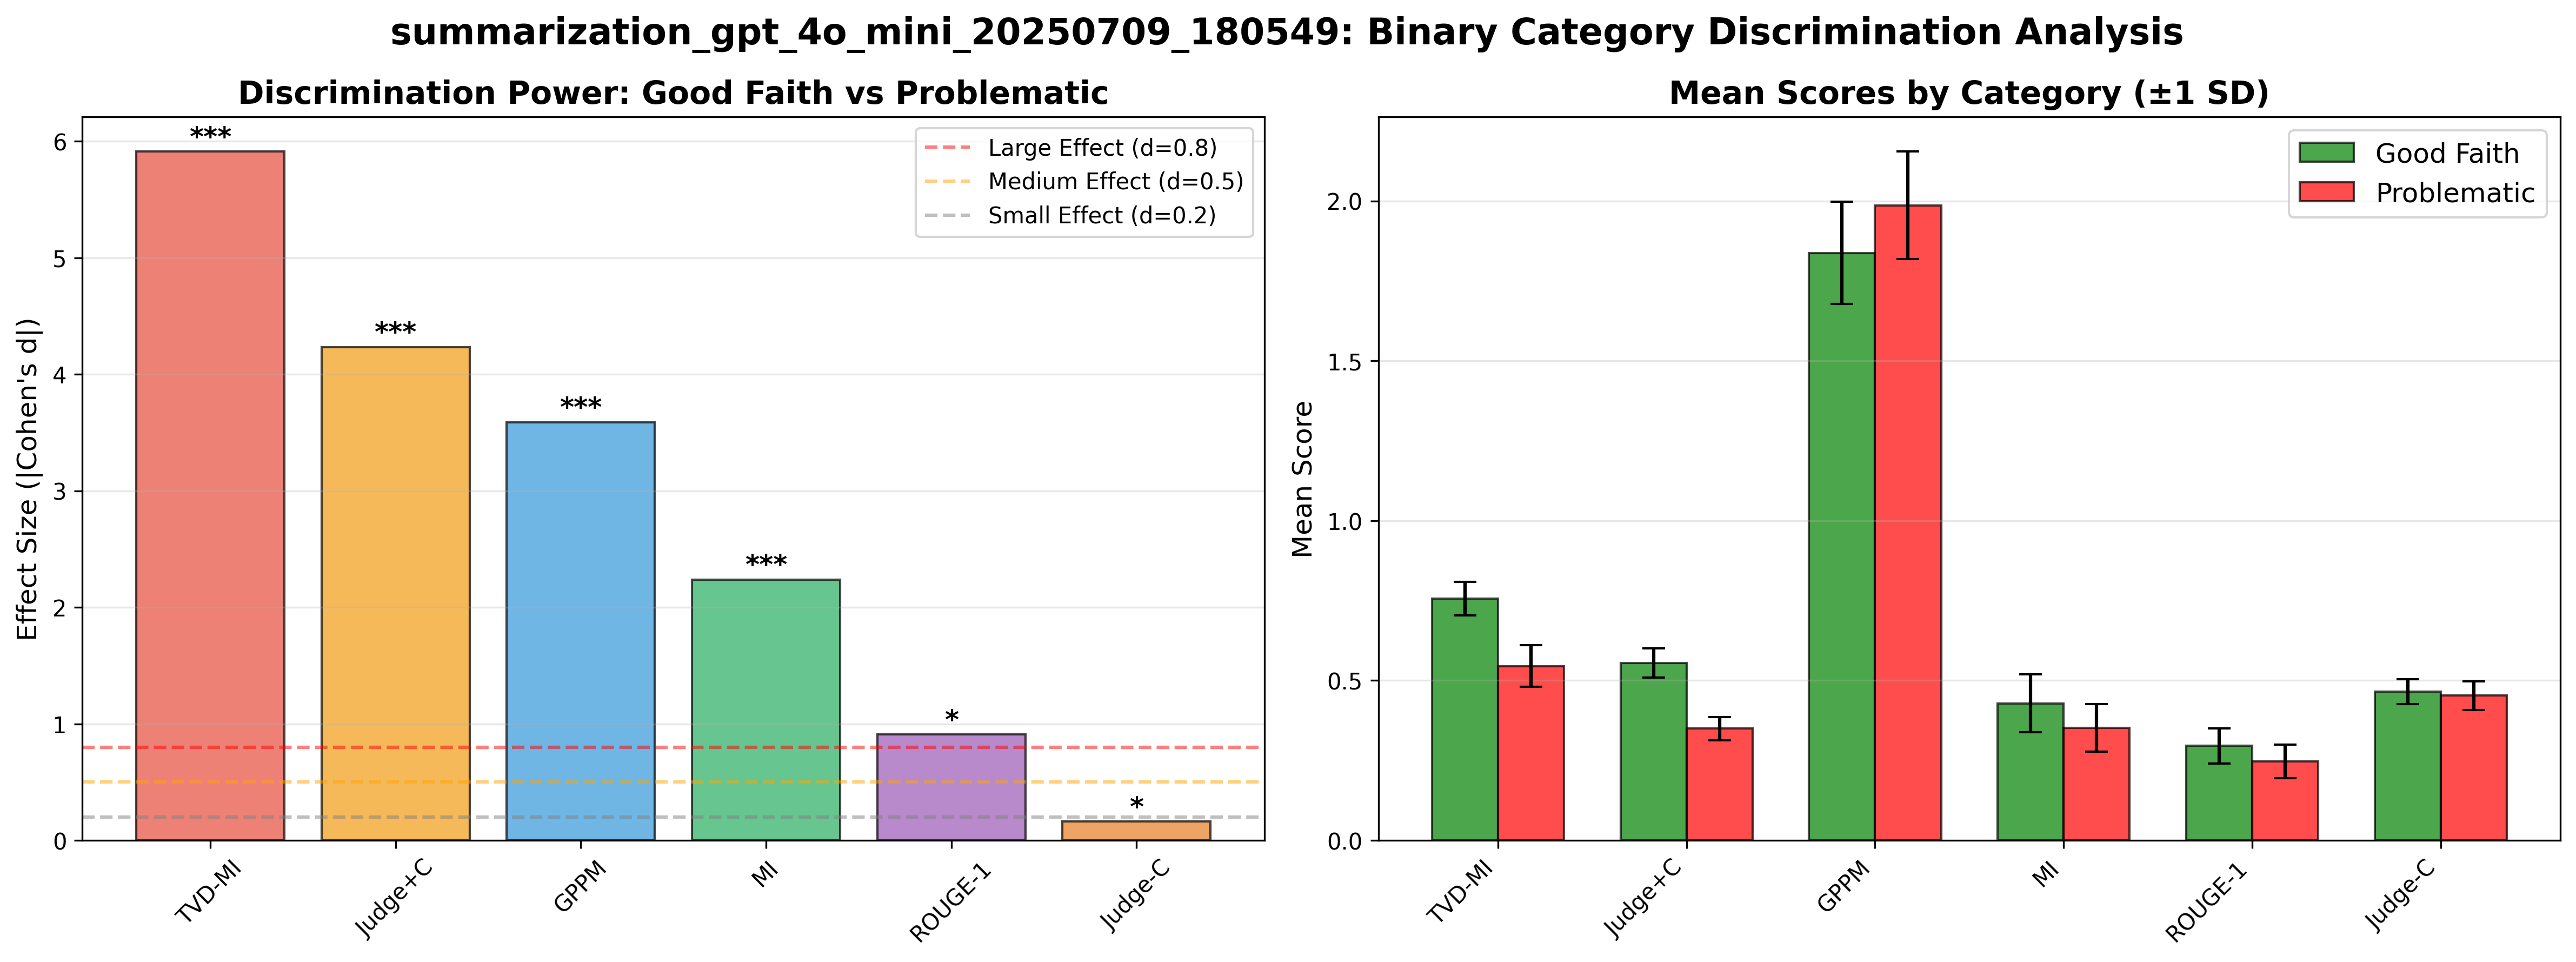 summarization_gpt_4o_mini_20250709_180549: Binary Category Discrimination Analysis
Discrimination Power: Good Faith vs Problematic
Effect Size (|Cohen's d|)
6
5
4
3
2
1
0
***
***
***
***
*
*
Large Effect (d=0.8)
Medium Effect (d=0.5)
Small Effect (d=0.2)
TVD-MI
Judge+C
GPPM
MI
ROUGE-1
Judge-C
Mean Scores by Category (±1 SD)
Mean Score
2.0
1.5
1.0
0.5
0.0
Good Faith
Problematic
TVD-MI
Judge+C
GPPM
MI
ROUGE-1
Judge-C